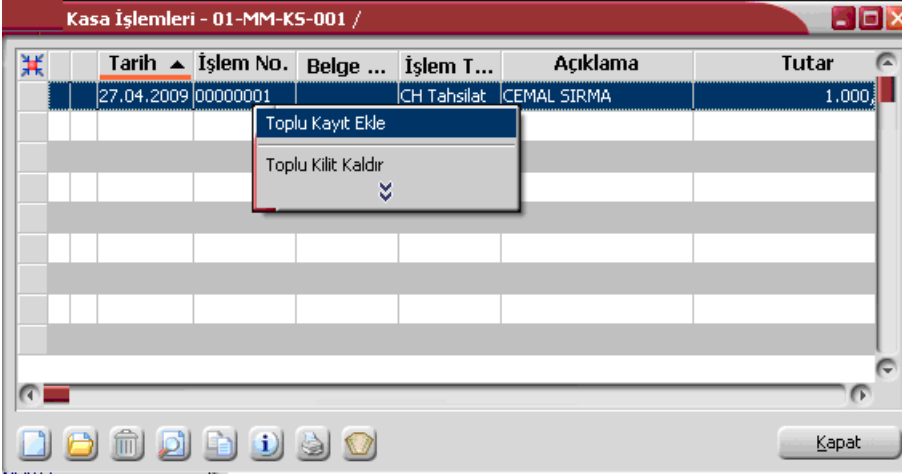 Kasa İşlemleri - 01-MM-KS-001 /
Tarih İşlem No. Belge ... İşlem T... Açıklama Tutar
27.04.2009 00000001 CH Tahsilat CEMAL SIRMA 1.000,
Toplu Kayıt Ekle
Toplu Kilit Kaldır
Kapat